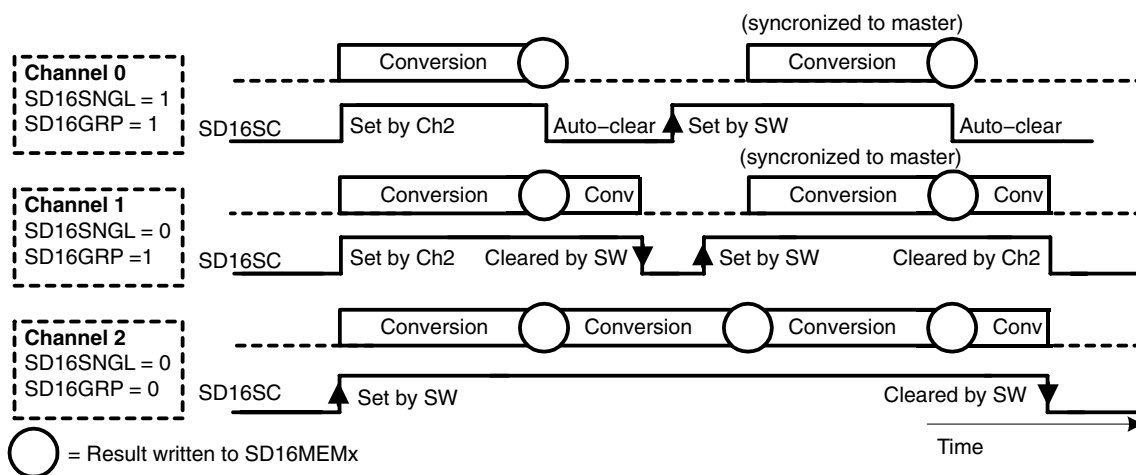 (syncronized to master)
Channel 0
SD16SNGL = 1
SD16GRP = 1
Conversion
Conversion
SD16SC
Set by Ch2
Auto−clear
Set by SW
Auto−clear
(syncronized to master)
Channel 1
SD16SNGL = 0
SD16GRP =1
Conversion
Conv
Conversion
Conv
SD16SC
Set by Ch2
Cleared by SW
Set by SW
Cleared by Ch2
Channel 2
SD16SNGL = 0
SD16GRP = 0
Conversion
Conversion
Conversion
Conv
SD16SC
Set by SW
Cleared by SW
= Result written to SD16MEMx
Time